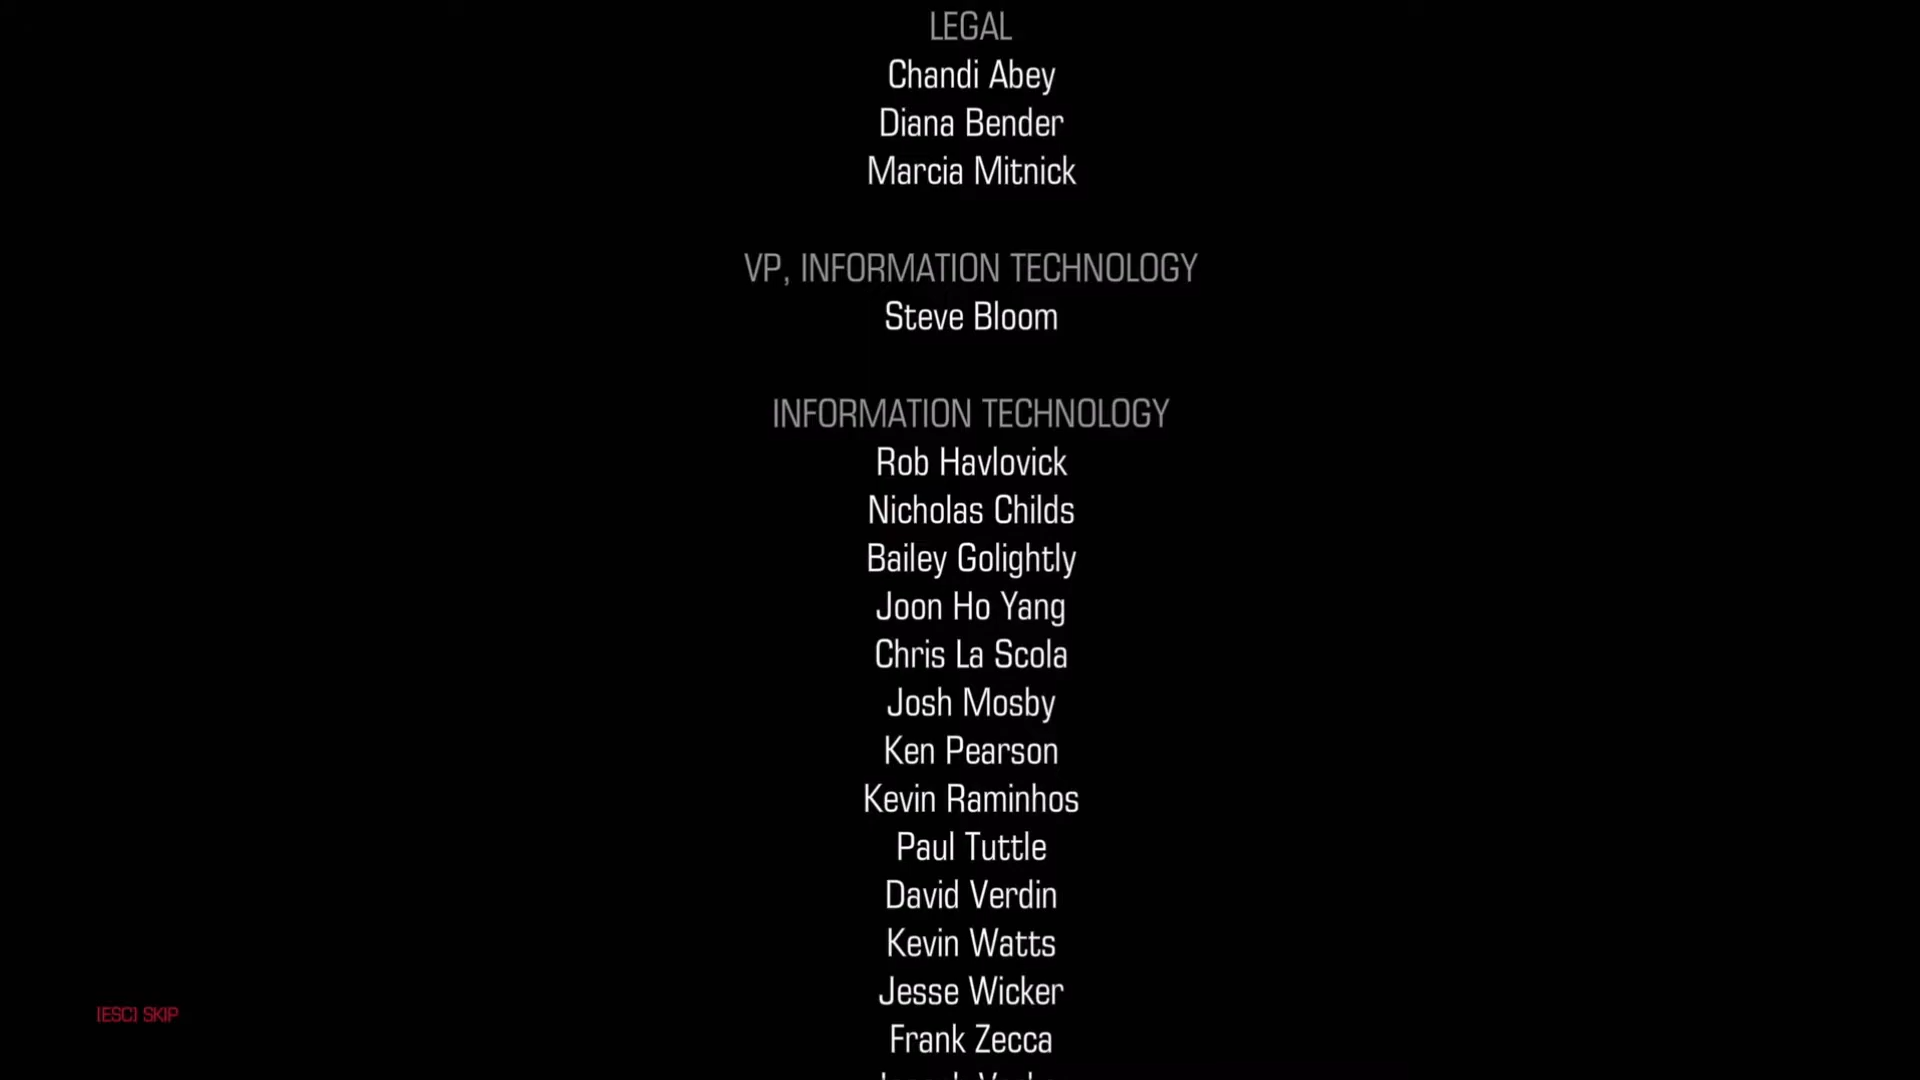 LEGAL
Chandi Abey
Diana Bender
Marcia Mitnick
VP, INFORMATION TECHNOLOGY
Steve Bloom
INFORMATION TECHNOLOGY
Rob Havlovick
Nicholas Childs
Bailey Golightly
Joon Ho Yang
Chris La Scola
Josh Mosby
Ken Pearson
Kevin Raminhos
Paul Tuttle
David Verdin
Kevin Watts
Jesse Wicker
[ESC] SKIP
Frank Zecca